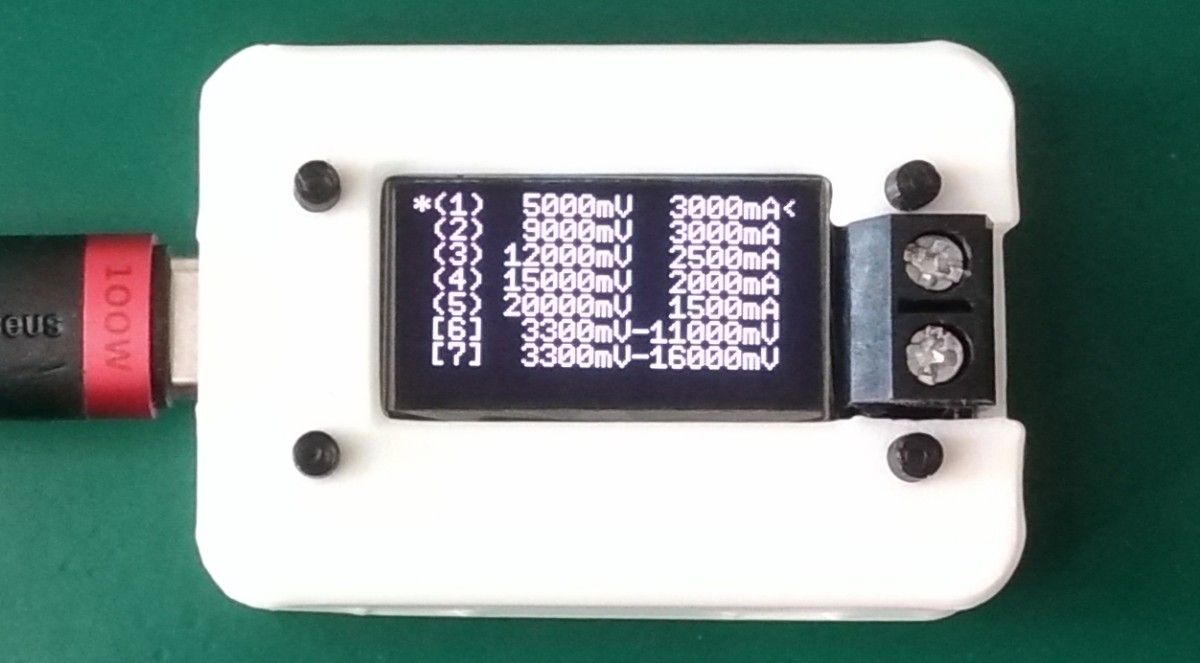 *(1)  5000mV  3000mA<
(2)  9000mV  3000mA
(3) 12000mV  2500mA
(4) 15000mV  2000mA
(5) 20000mV  1500mA
[6]  3300mV-11000mV
[7]  3300mV-16000mV
eus
100W